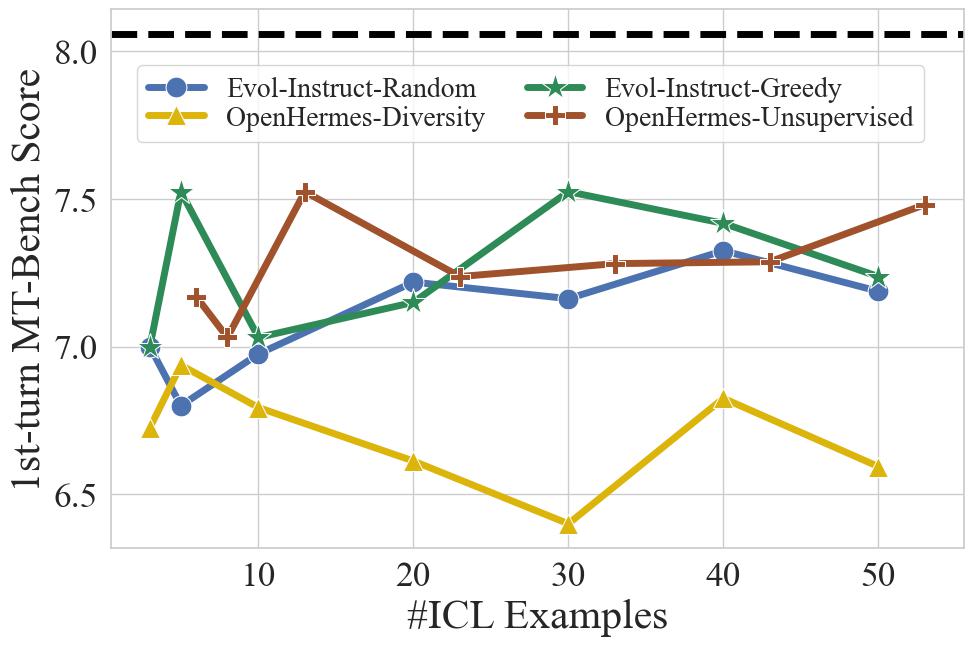 1st-turn MT-Bench Score
8.0
7.5
7.0
6.5
Evol-Instruct-Random
OpenHermes-Diversity
Evol-Instruct-Greedy
OpenHermes-Unsupervised
10 20 30 40 50
#ICL Examples